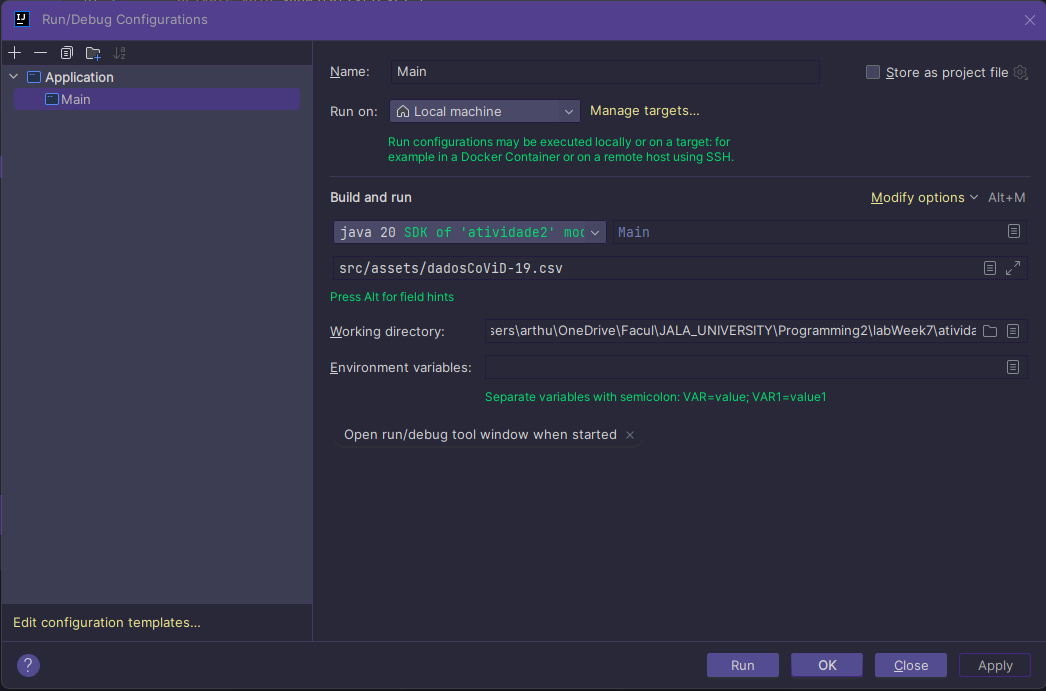 IJ
Run/Debug Configurations
Application
Main
Name:
Main
Store as project file
Run on:
Local machine
Manage targets...
Run configurations may be executed locally or on a target: for
example in a Docker Container or on a remote host using SSH.
Build and run
Modify options
Alt+M
java 20 SDK of 'atividade2' moc
Main
src/assets/dadosCoViD-19.csv
Press Alt for field hints
Working directory:
sers\arthu\OneDrive\Facul\JALA_UNIVERSITY\Programming2\labWeek7\ativida
Environment variables:
Separate variables with semicolon: VAR=value; VAR1=value1
Open run/debug tool window when started
Edit configuration templates...
?
Run
OK
Close
Apply